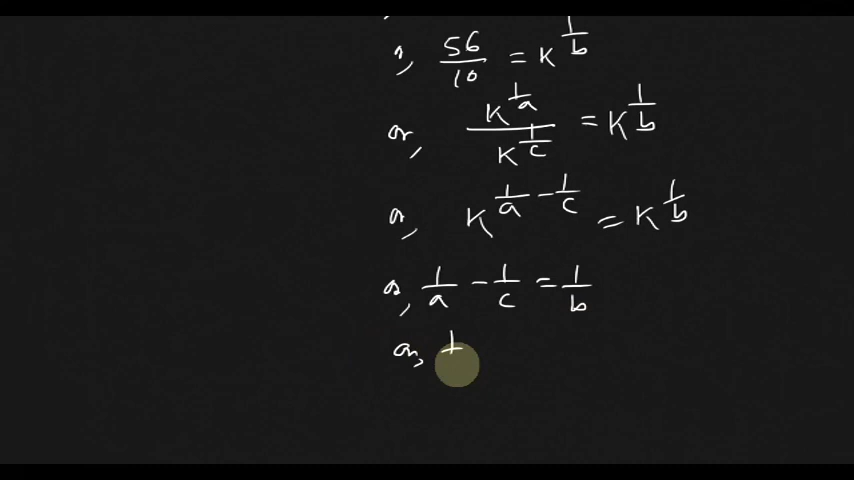 , 56/10 = K^(1/b)
or, K^(1/a) / K^(1/c) = K^(1/b)
or, K^(1/a - 1/c) = K^(1/b)
or, 1/a - 1/c = 1/b
or, 1